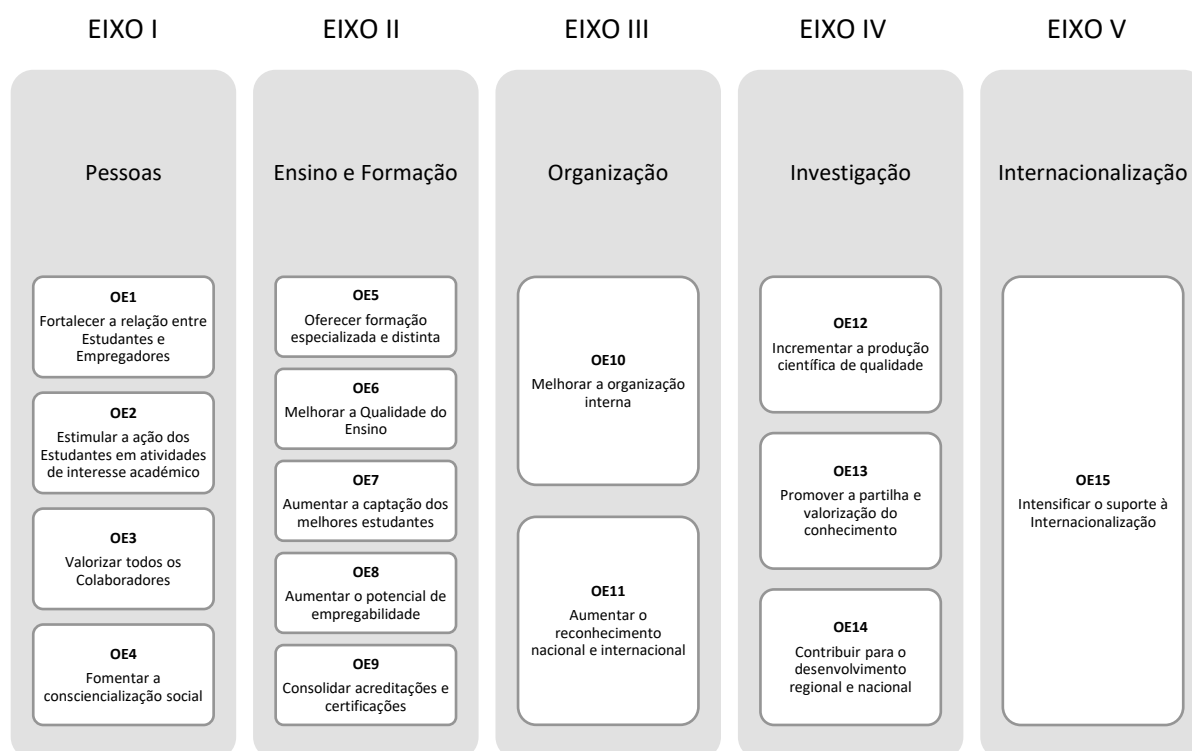 EIXO I
EIXO II
EIXO III
EIXO IV
EIXO V
Pessoas
Ensino e Formação
Organização
Investigação
Internacionalização
OE1
Fortalecer a relação entre
Estudantes e
Empregadores
OE2
Estimular a ação dos
Estudantes em atividades
de interesse académico
OE3
Valorizar todos os
Colaboradores
OE4
Fomentar a
consciencialização social
OE5
Oferecer formação
especializada e distinta
OE6
Melhorar a Qualidade do
Ensino
OE7
Aumentar a captação dos
melhores estudantes
OE8
Aumentar o potencial de
empregabilidade
OE9
Consolidar acreditações e
certificações
OE10
Melhorar a organização
interna
OE11
Aumentar o
reconhecimento
nacional e internacional
OE12
Incrementar a produção
científica de qualidade
OE13
Promover a partilha e
valorização do
conhecimento
OE14
Contribuir para o
desenvolvimento
regional e nacional
OE15
Intensificar o suporte à
Internacionalização